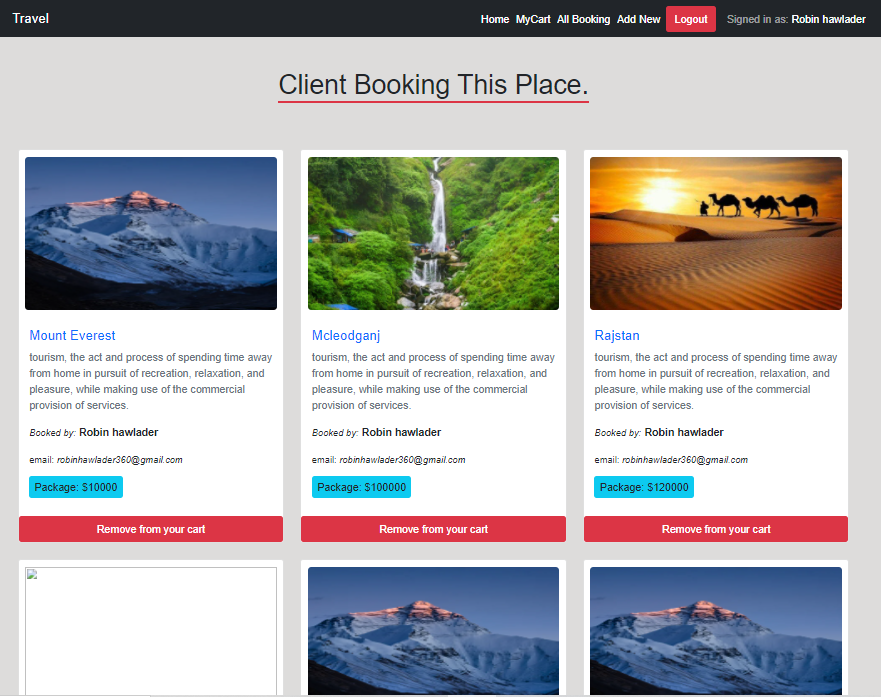 Travel
Home MyCart All Booking Add New Logout Signed in as: Robin hawlader
Client Booking This Place.
Mount Everest
tourism, the act and process of spending time away
from home in pursuit of recreation, relaxation, and
pleasure, while making use of the commercial
provision of services.
Booked by: Robin hawlader
email: robinhawlader360@gmail.com
Package: $10000
Remove from your cart
Mcleodganj
tourism, the act and process of spending time away
from home in pursuit of recreation, relaxation, and
pleasure, while making use of the commercial
provision of services.
Booked by: Robin hawlader
email: robinhawlader360@gmail.com
Package: $100000
Remove from your cart
Rajstan
tourism, the act and process of spending time away
from home in pursuit of recreation, relaxation, and
pleasure, while making use of the commercial
provision of services.
Booked by: Robin hawlader
email: robinhawlader360@gmail.com
Package: $120000
Remove from your cart